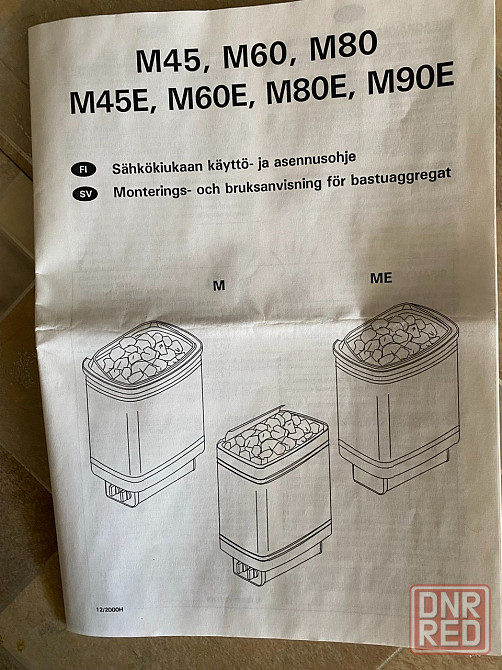 M45, M60, M80
M45E, M60E, M80E, M90E
FI Sähkökiukaan käyttö- ja asennusohje
SV Monterings- och bruksanvisning för bastuaggregat
M
ME
12/2000H
DNR
RED